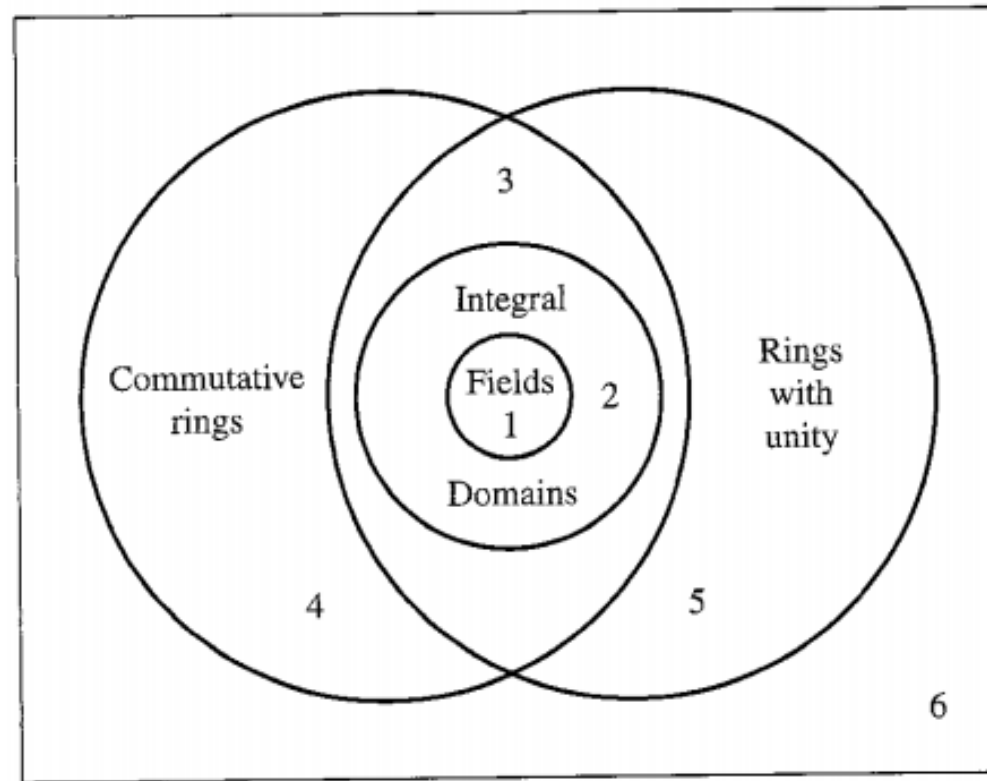 3
Integral
Commutative
rings
Fields
1
2
Domains
Rings
with
unity
4
5
6